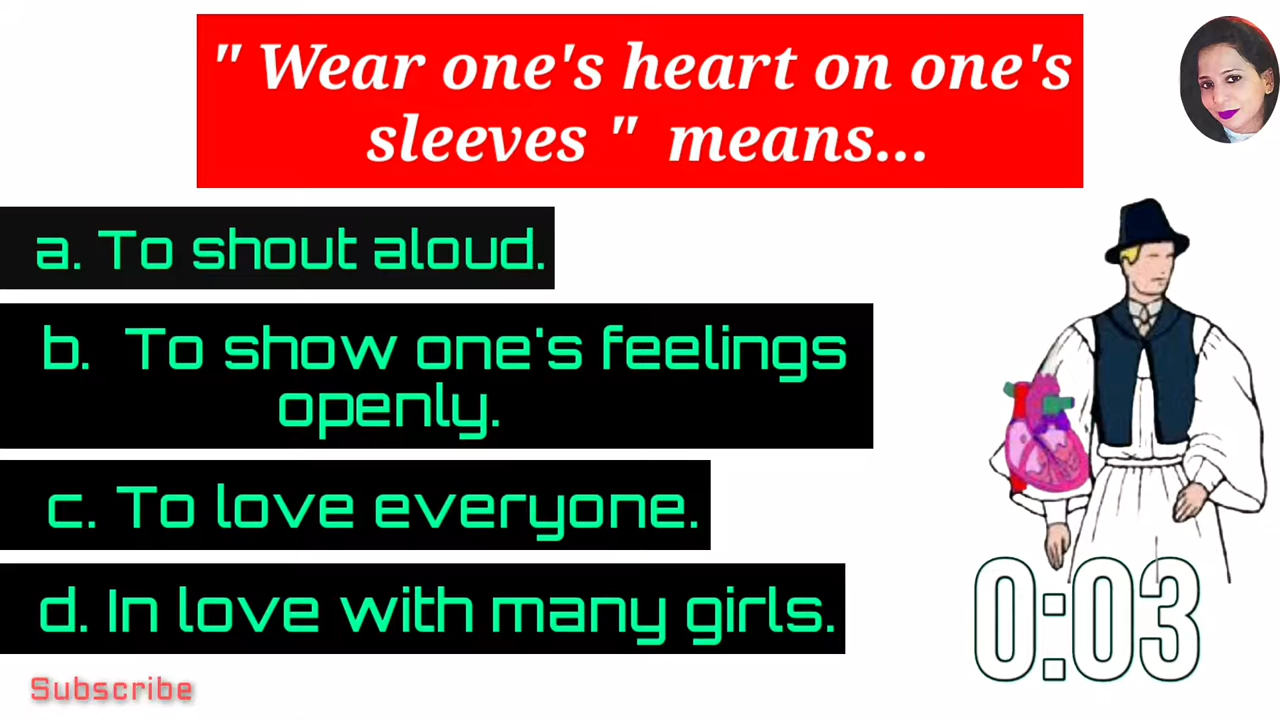 " Wear one's heart on one's
sleeves " means...
a. To shout aloud.
b. To show one's feelings
openly.
c. To love everyone.
d. In love with many girls.
0:03
Subscribe